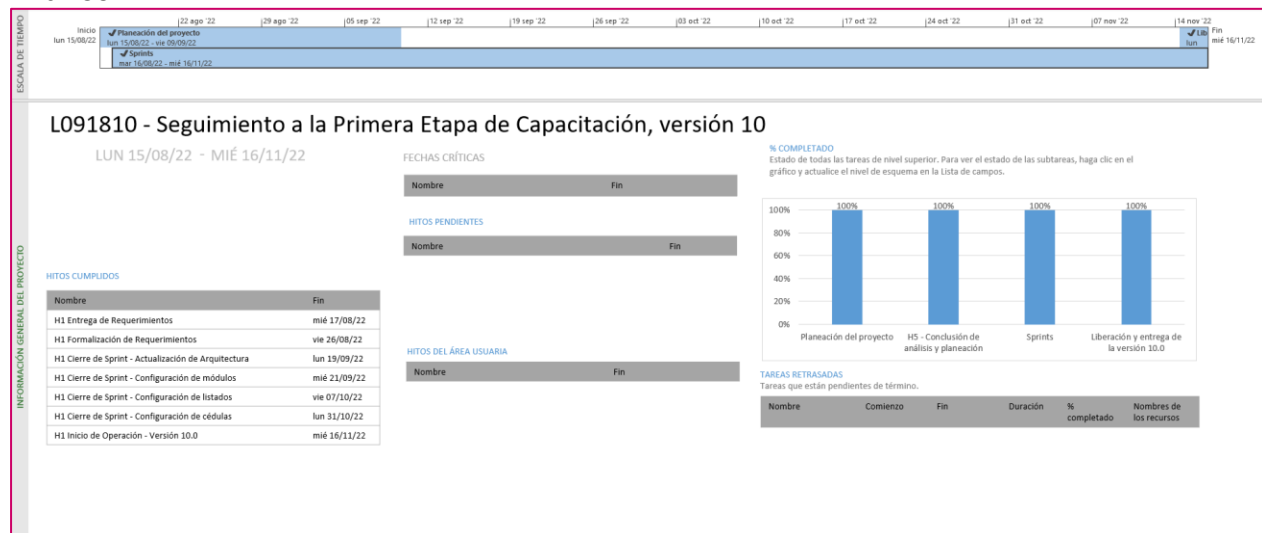 ESCALA DE TIEMPO
|22 ago '22 |29 ago '22 |05 sep '22 |12 sep '22 |19 sep '22 |26 sep '22 |03 oct '22 |10 oct '22 |17 oct '22 |24 oct '22 |31 oct '22 |07 nov '22 |14 nov '22
Inicio
lun 15/08/22
Planeación del proyecto
lun 15/08/22 - vie 09/09/22
Sprints
mar 16/08/22 - mié 16/11/22
Lib
lun
Fin
mié 16/11/22
INFORMACIÓN GENERAL DEL PROYECTO
L091810 - Seguimiento a la Primera Etapa de Capacitación, versión 10
LUN 15/08/22 - MIÉ 16/11/22
HITOS CUMPLIDOS
Nombre Fin
H1 Entrega de Requerimientos mié 17/08/22
H1 Formalización de Requerimientos vie 26/08/22
H1 Cierre de Sprint - Actualización de Arquitectura lun 19/09/22
H1 Cierre de Sprint - Configuración de módulos mié 21/09/22
H1 Cierre de Sprint - Configuración de listados vie 07/10/22
H1 Cierre de Sprint - Configuración de cédulas lun 31/10/22
H1 Inicio de Operación - Versión 10.0 mié 16/11/22
FECHAS CRÍTICAS
Nombre Fin
HITOS PENDIENTES
Nombre Fin
HITOS DEL ÁREA USUARIA
Nombre Fin
% COMPLETADO
Estado de todas las tareas de nivel superior. Para ver el estado de las subtareas, haga clic en el
gráfico y actualice el nivel de esquema en la Lista de campos.
100% 100% 100% 100%
100%
80%
60%
40%
20%
0%
Planeación del proyecto
H5 - Conclusión de
análisis y planeación
Sprints
Liberación y entrega de
la versión 10.0
TAREAS RETRASADAS
Tareas que están pendientes de término.
Nombre Comienzo Fin Duración % completado Nombres de los recursos